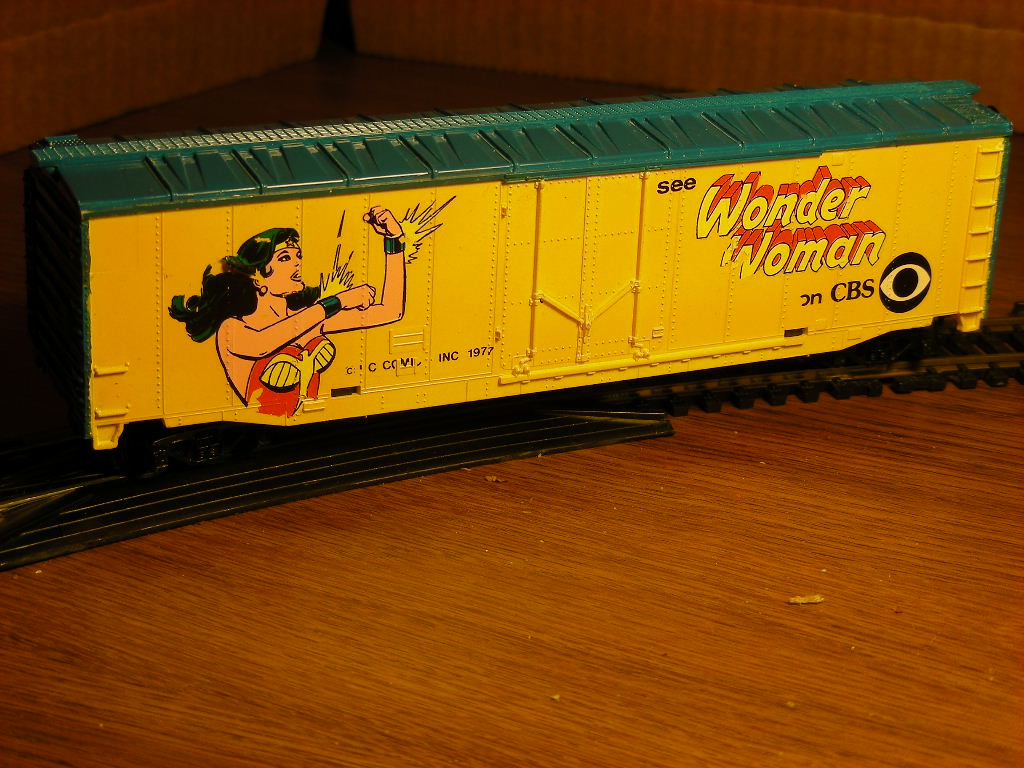 see
Wonder
Woman
on CBS
INC 1977